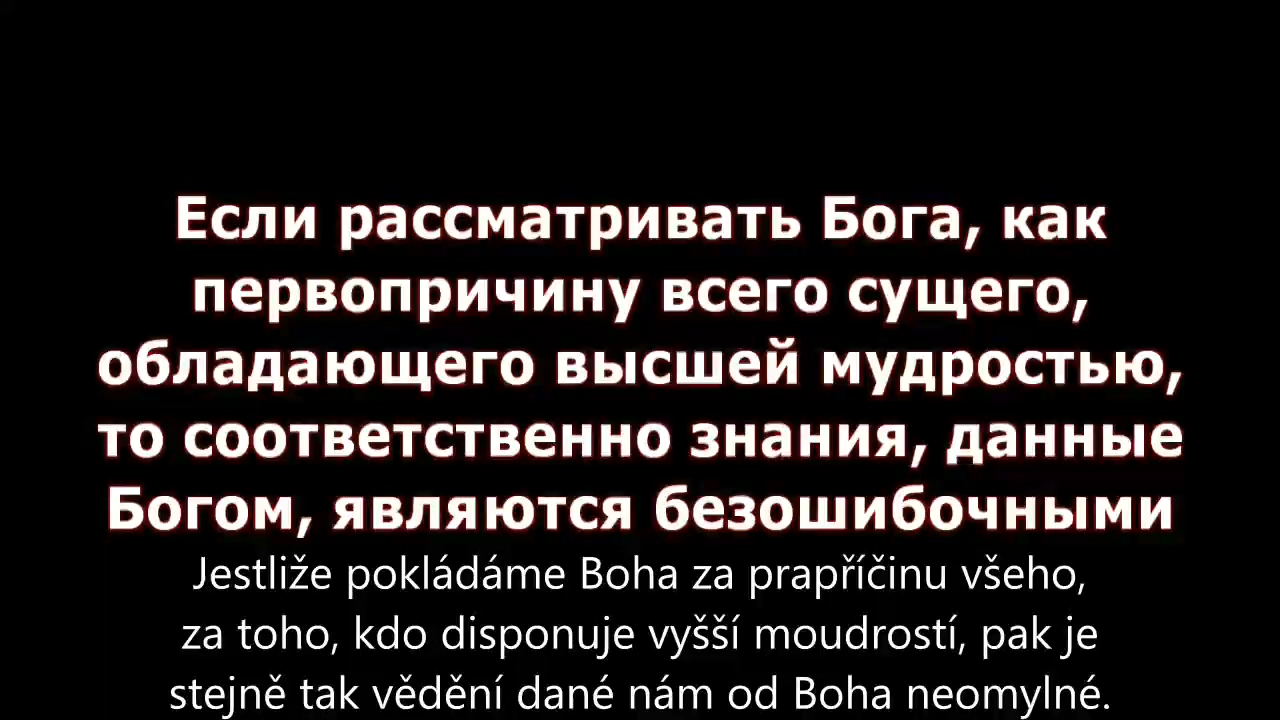 Если рассматривать Бога, как
первопричину всего сущего,
обладающего высшей мудростью,
то соответственно знания, данные
Богом, являются безошибочными
Jestliže pokládáme Boha za prapříčinu všeho,
za toho, kdo disponuje vyšší moudrostí, pak je
stejně tak vědění dané nám od Boha neomylné.